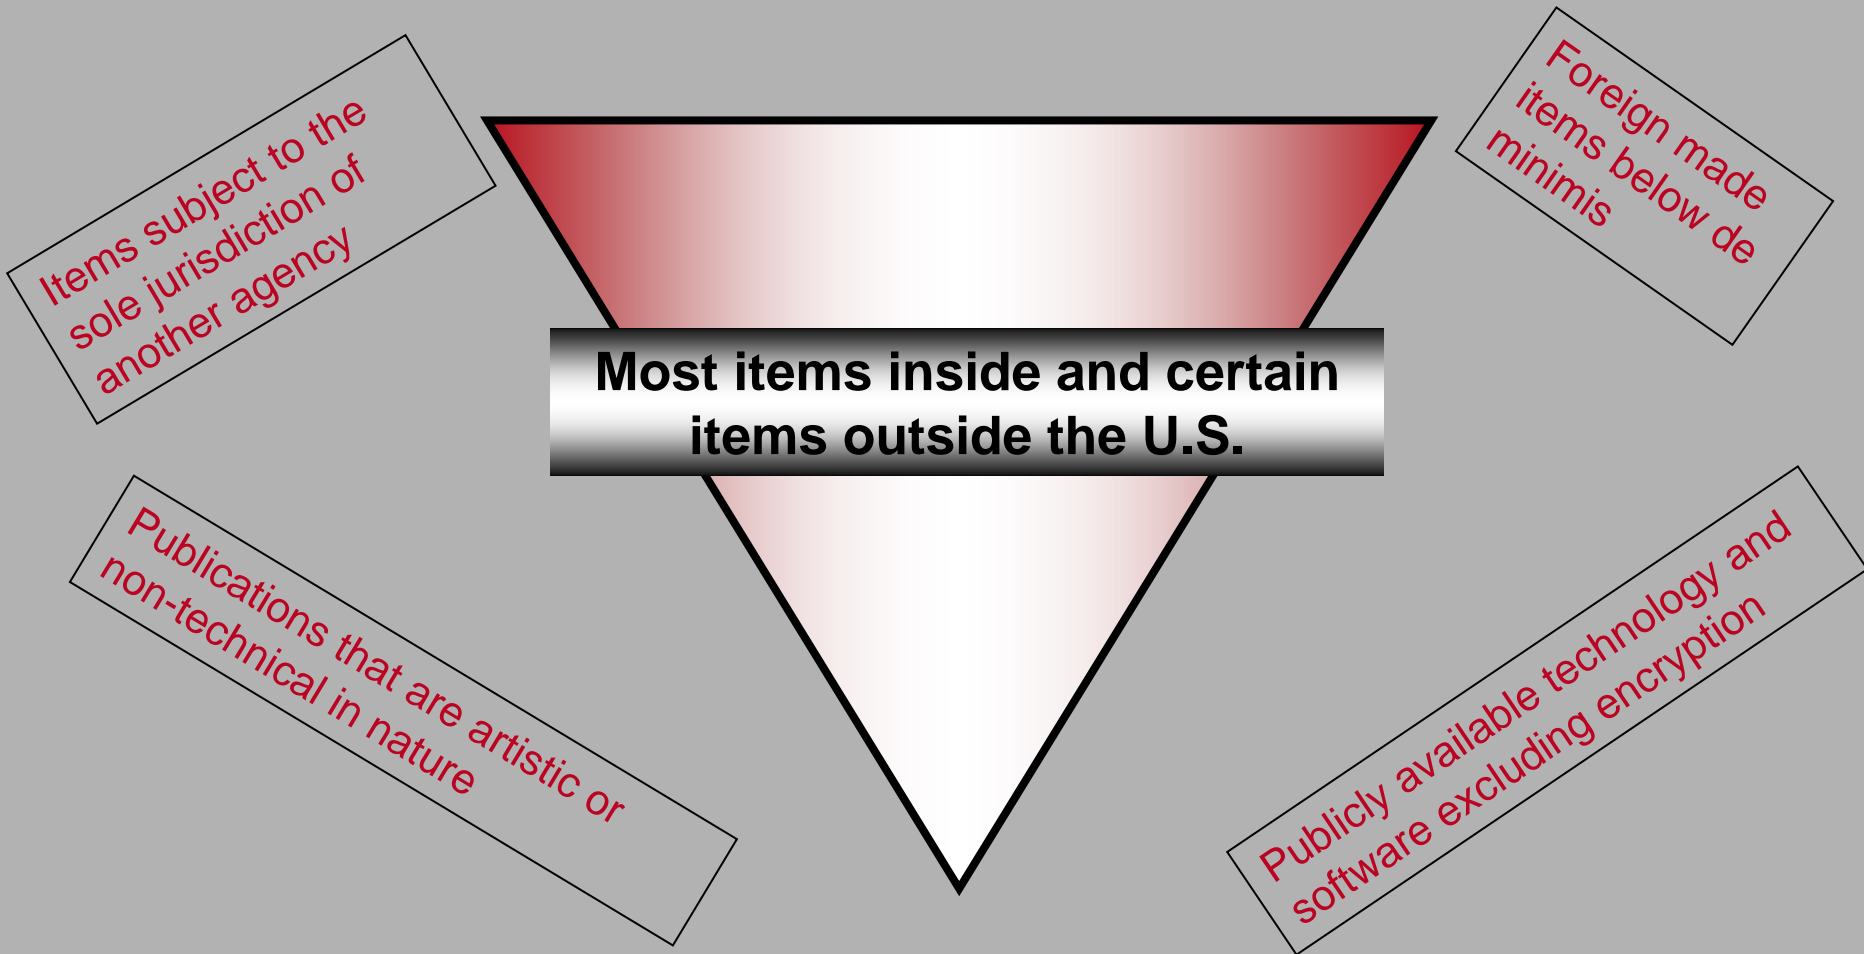 Items subject to the
sole jurisdiction of
another agency
Foreign made
items below de
minimis
Most items inside and certain
items outside the U.S.
Publications that are artistic or
non-technical in nature
Publicly available technology and
software excluding encryption